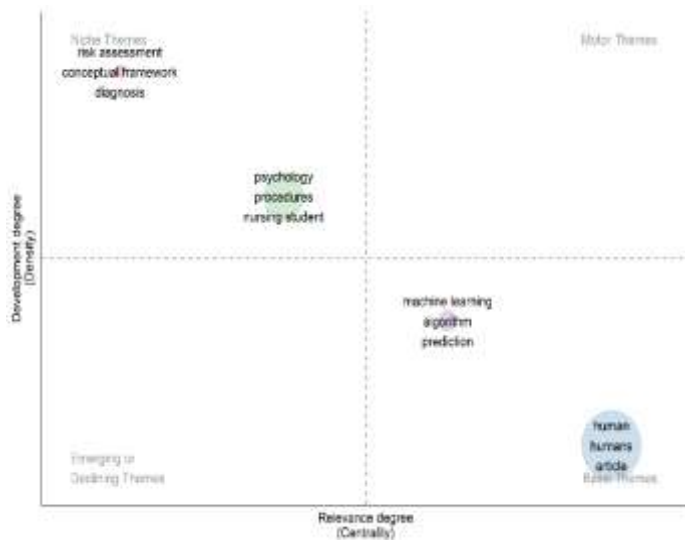 Niche Themes
Motor Themes
risk assessment
conceptual framework
diagnosis
psychology
procedures
nursing student
Development degree
(Density)
machine learning
algorithm
prediction
human
humans
article
Emerging or
Declining Themes
Basic Themes
Relevance degree
(Centrality)